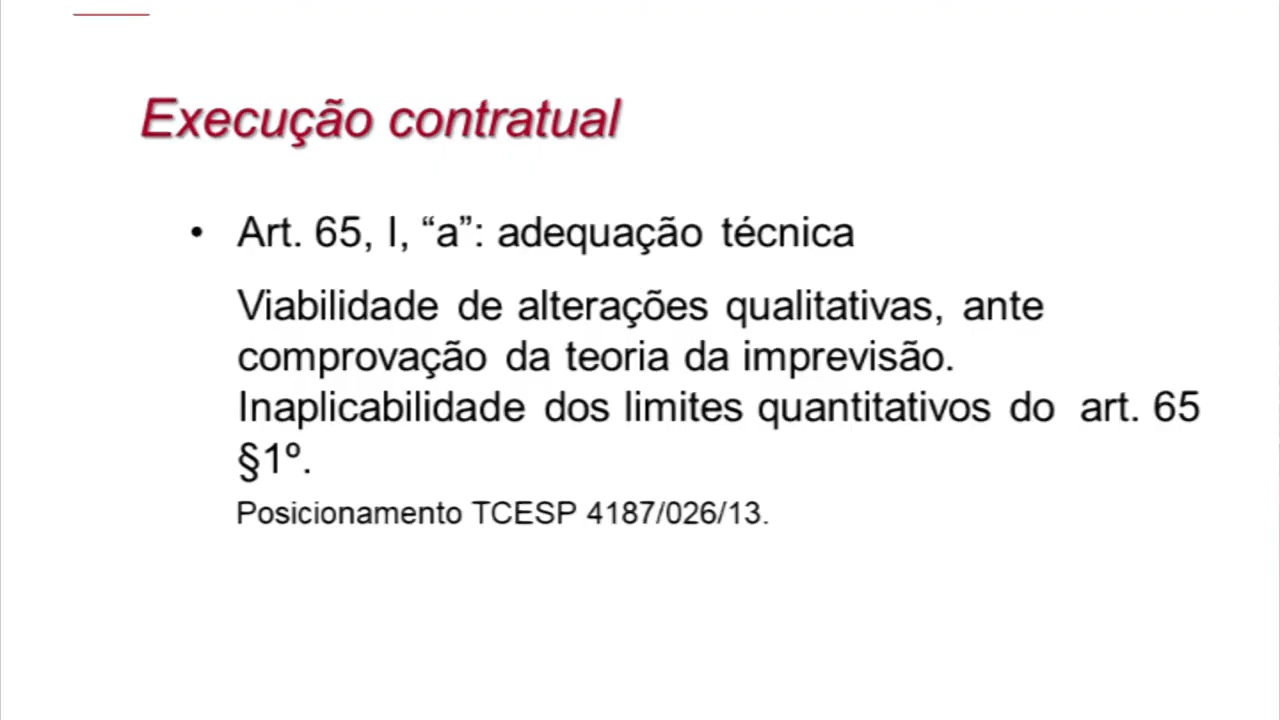 Execução contratual
• Art. 65, I, “a”: adequação técnica
Viabilidade de alterações qualitativas, ante
comprovação da teoria da imprevisão.
Inaplicabilidade dos limites quantitativos do art. 65
§1º.
Posicionamento TCESP 4187/026/13.